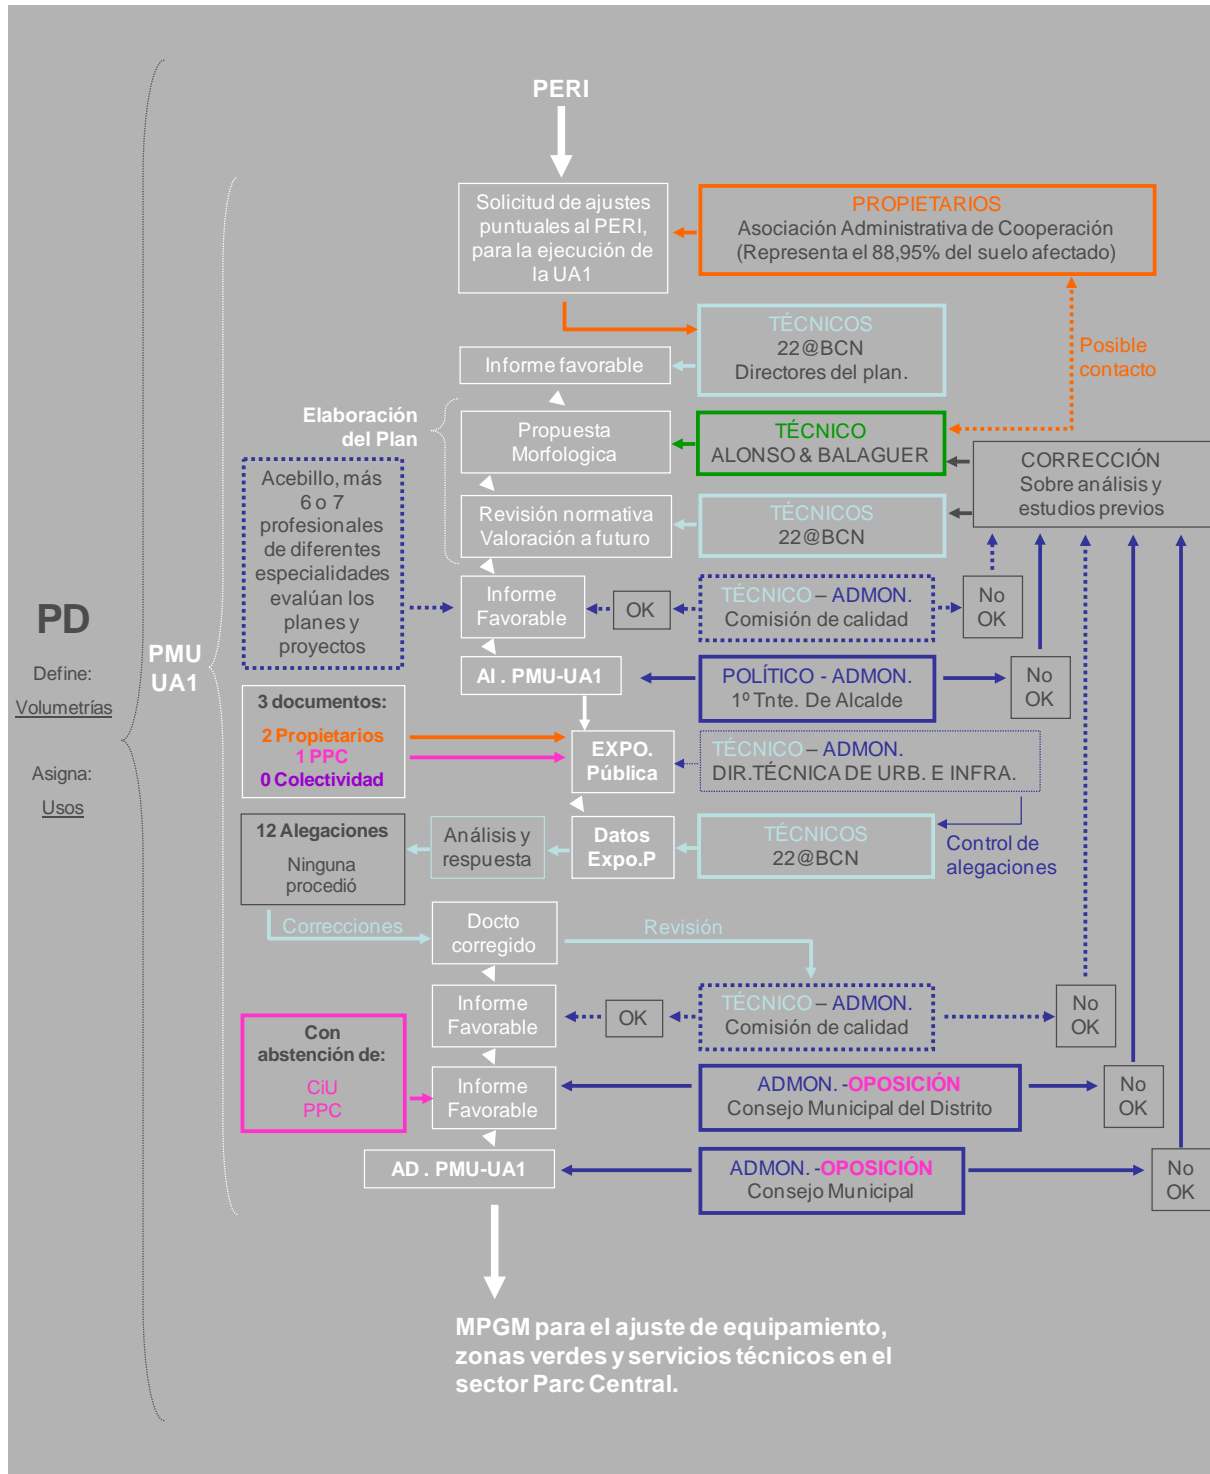 PERI
Solicitud de ajustes
puntuales al PERI,
para la ejecución de
la UA1
PROPIETARIOS
Asociación Administrativa de Cooperación
(Representa el 88,95% del suelo afectado)
TÉCNICOS
22@BCN
Directores del plan.
Posible
contacto
Informe favorable
Elaboración
del Plan
Propuesta
Morfologica
TÉCNICO
ALONSO & BALAGUER
CORRECCIÓN
Sobre análisis y
estudios previos
Acebillo, más
6 o 7
profesionales
de diferentes
especialidades
evalúan los
planes y
proyectos
Revisión normativa
Valoración a futuro
TÉCNICOS
22@BCN
Informe
Favorable
OK
TÉCNICO – ADMON.
Comisión de calidad
No
OK
PD
Define:
Volumetrías
Asigna:
Usos
PMU
UA1
AI . PMU-UA1
POLÍTICO - ADMON.
1º Tnte. De Alcalde
No
OK
3 documentos:
2 Propietarios
1 PPC
0 Colectividad
EXPO.
Pública
TÉCNICO – ADMON.
DIR.TÉCNICA DE URB. E INFRA.
12 Alegaciones
Ninguna
procedió
Análisis y
respuesta
Datos
Expo.P
TÉCNICOS
22@BCN
Control de
alegaciones
Correcciones
Docto
corregido
Revisión
Informe
Favorable
OK
TÉCNICO – ADMON.
Comisión de calidad
No
OK
Con
abstención de:
CiU
PPC
Informe
Favorable
ADMON. -OPOSICIÓN
Consejo Municipal del Distrito
No
OK
AD . PMU-UA1
ADMON. -OPOSICIÓN
Consejo Municipal
No
OK
MPGM para el ajuste de equipamiento,
zonas verdes y servicios técnicos en el
sector Parc Central.